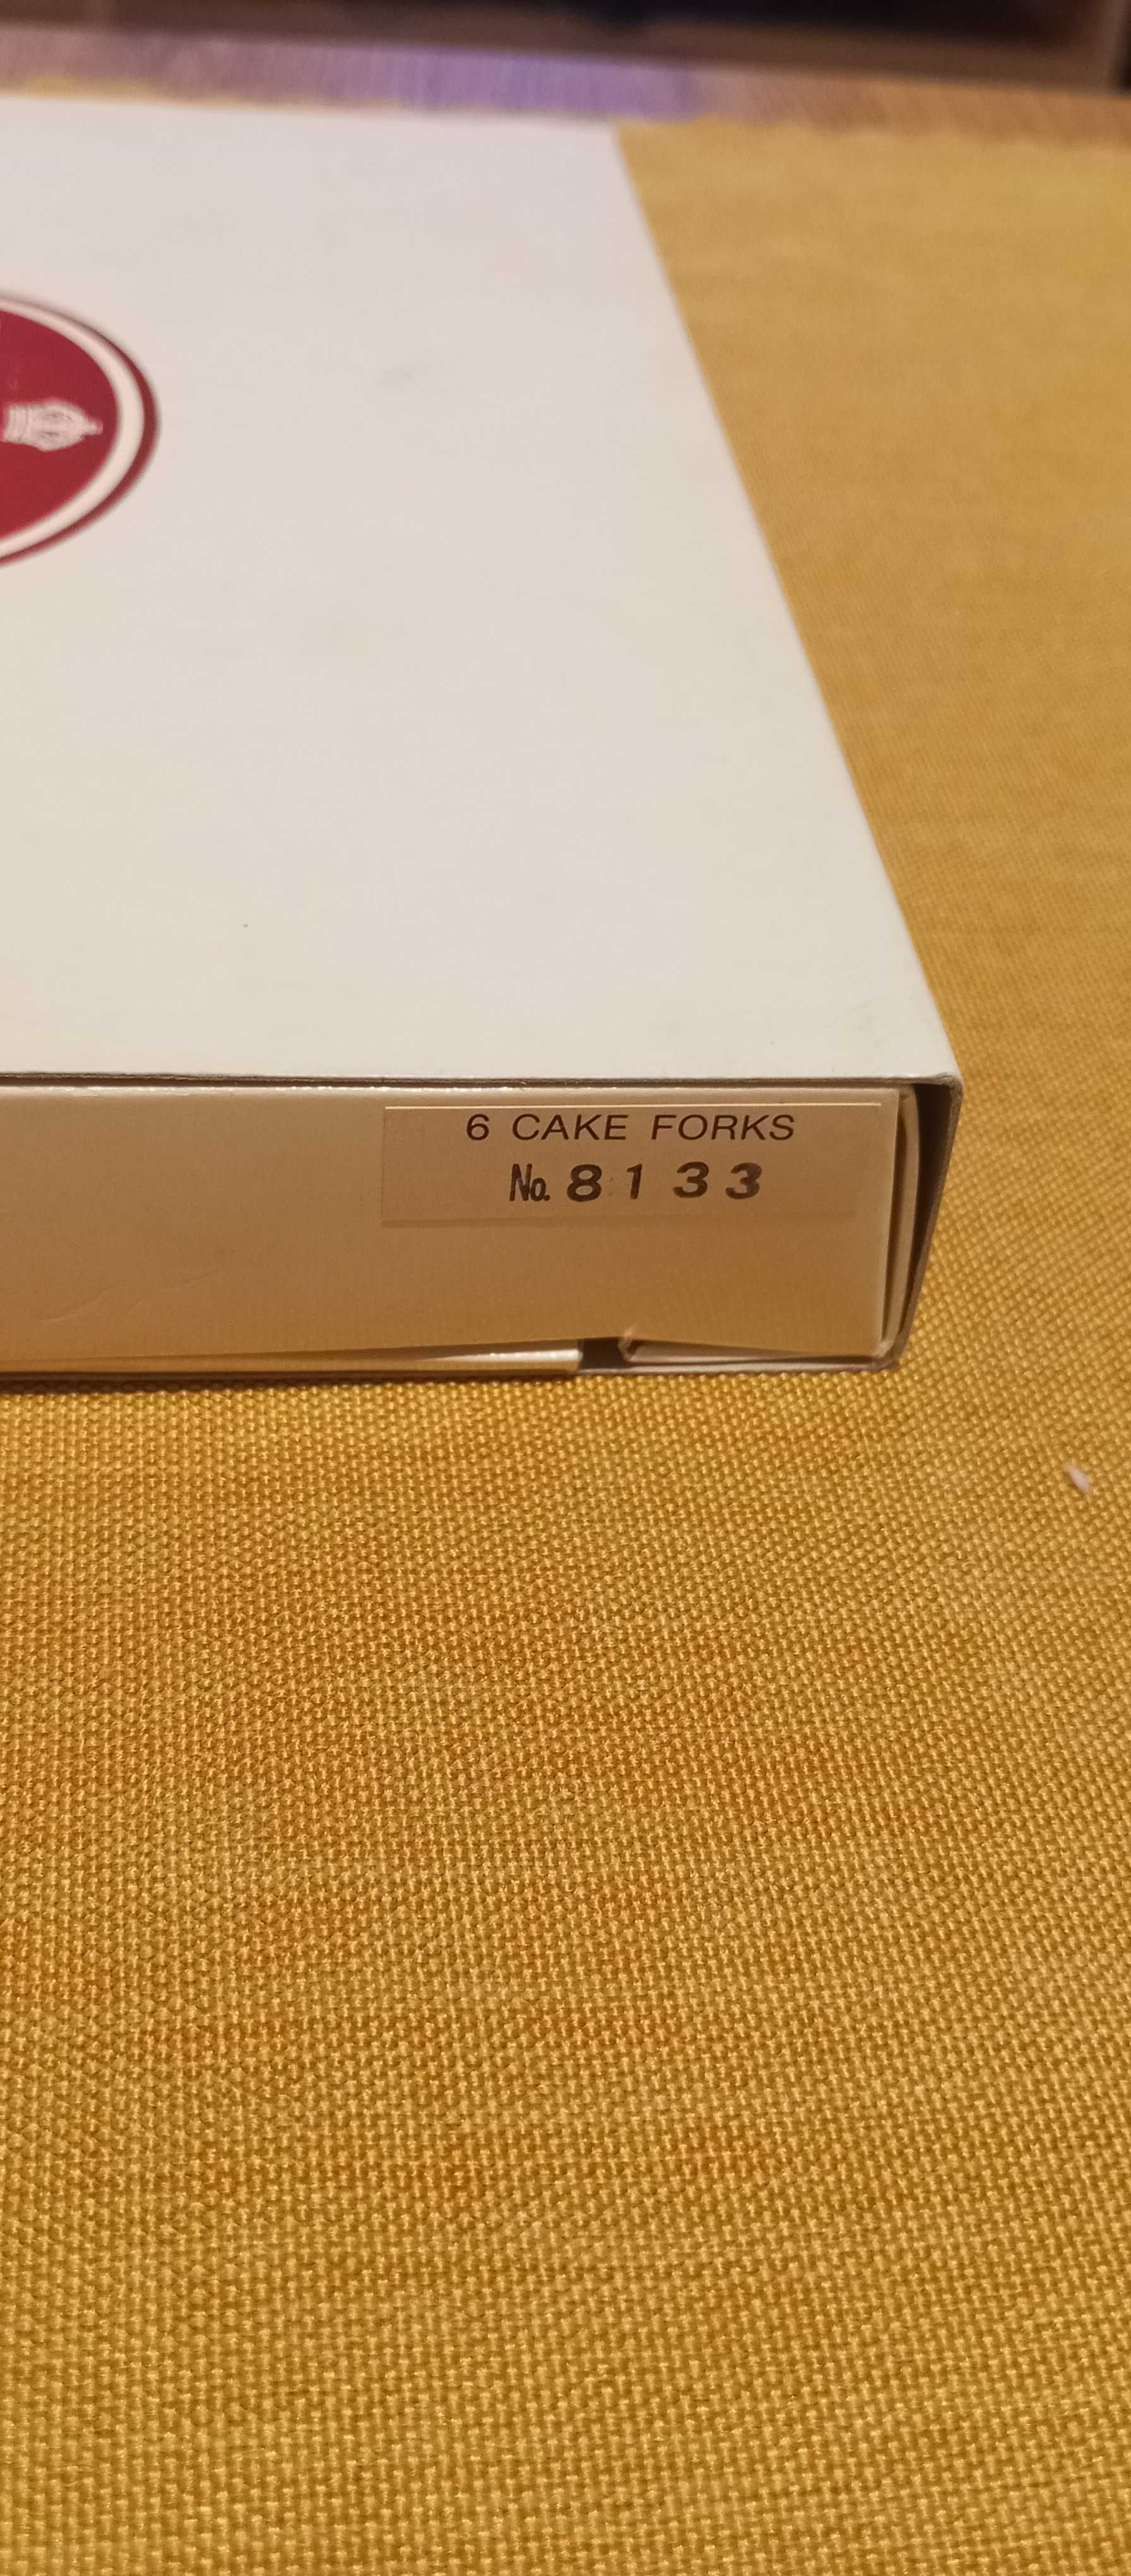 6 CAKE FORKS
No. 8133